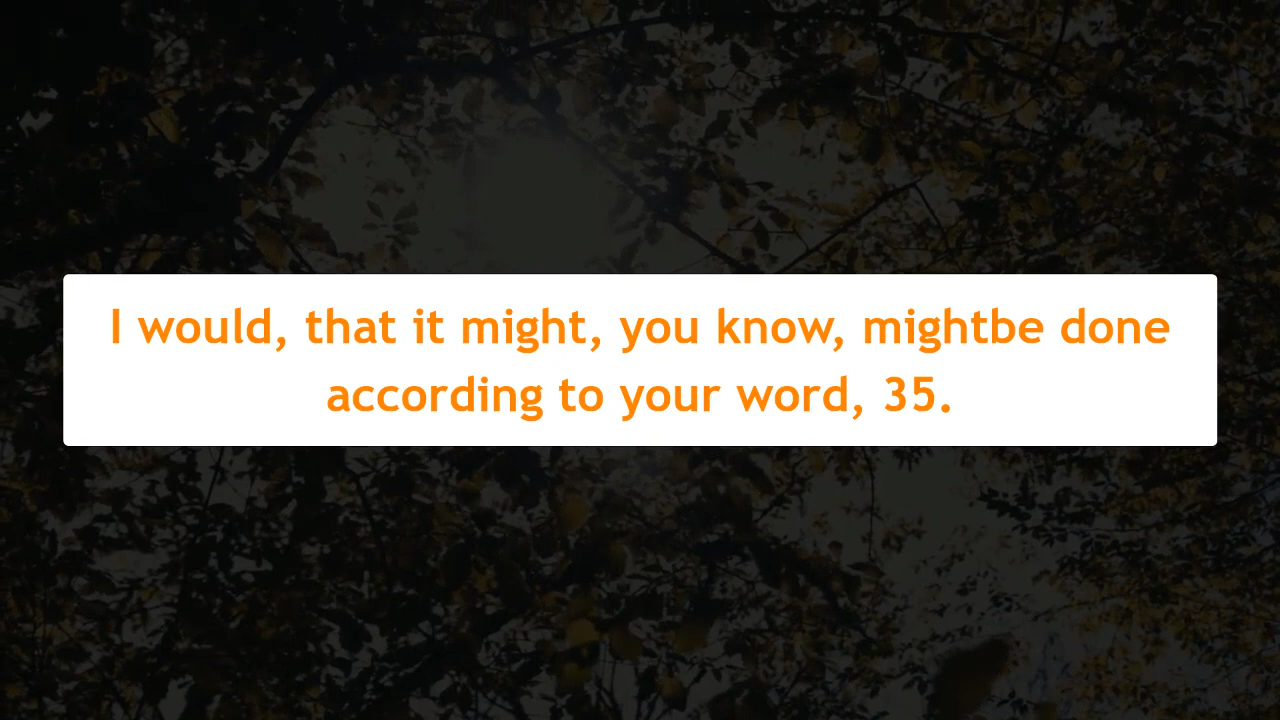 I would, that it might, you know, mightbe done
according to your word, 35.